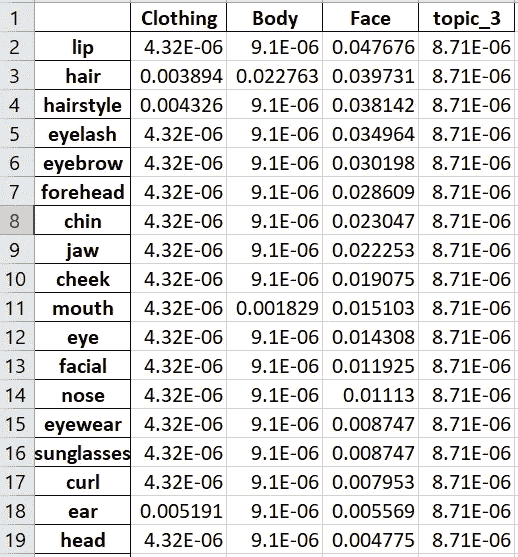 1 Clothing Body Face topic_3
2 lip 4.32E-06 9.1E-06 0.047676 8.71E-06
3 hair 0.003894 0.022763 0.039731 8.71E-06
4 hairstyle 0.004326 9.1E-06 0.038142 8.71E-06
5 eyelash 4.32E-06 9.1E-06 0.034964 8.71E-06
6 eyebrow 4.32E-06 9.1E-06 0.030198 8.71E-06
7 forehead 4.32E-06 9.1E-06 0.028609 8.71E-06
8 chin 4.32E-06 9.1E-06 0.023047 8.71E-06
9 jaw 4.32E-06 9.1E-06 0.022253 8.71E-06
10 cheek 4.32E-06 9.1E-06 0.019075 8.71E-06
11 mouth 4.32E-06 0.001829 0.015103 8.71E-06
12 eye 4.32E-06 9.1E-06 0.014308 8.71E-06
13 facial 4.32E-06 9.1E-06 0.011925 8.71E-06
14 nose 4.32E-06 9.1E-06 0.01113 8.71E-06
15 eyewear 4.32E-06 9.1E-06 0.008747 8.71E-06
16 sunglasses 4.32E-06 9.1E-06 0.008747 8.71E-06
17 curl 4.32E-06 9.1E-06 0.007953 8.71E-06
18 ear 0.005191 9.1E-06 0.005569 8.71E-06
19 head 4.32E-06 9.1E-06 0.004775 8.71E-06